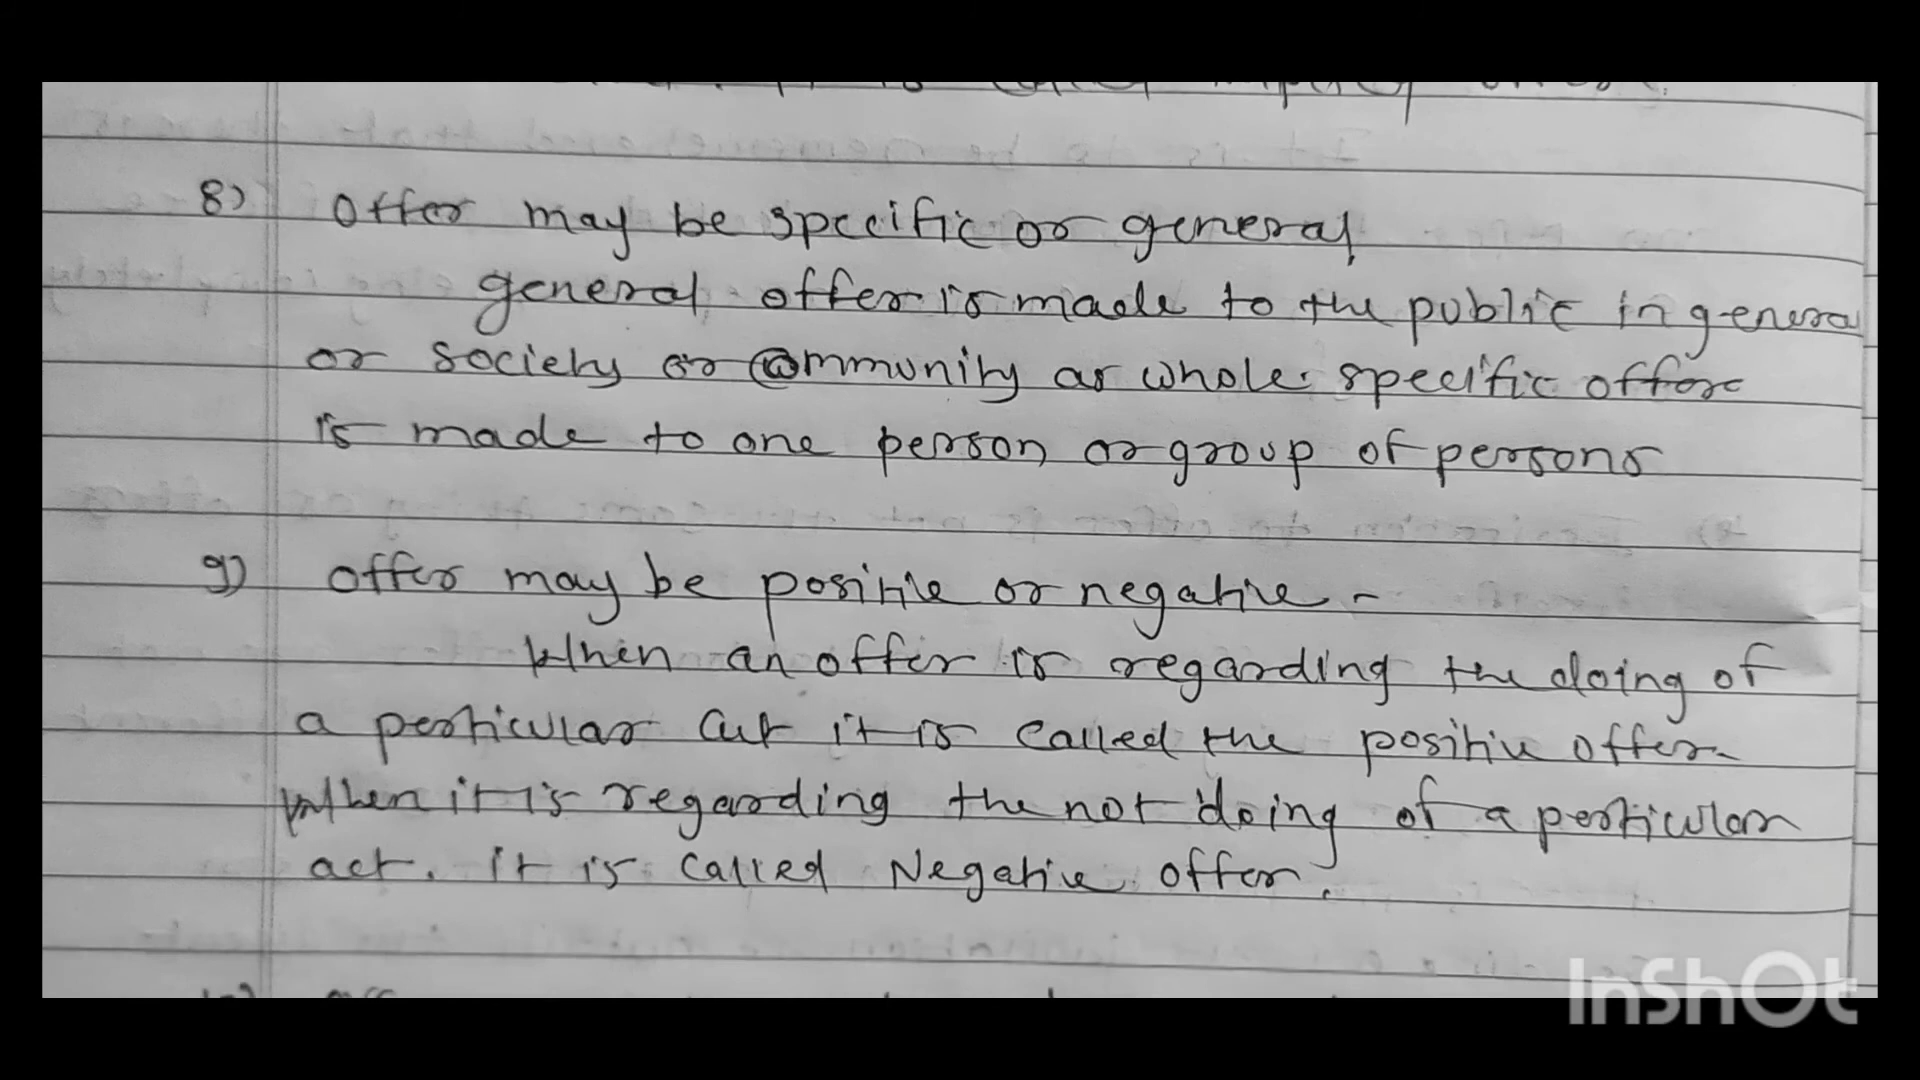 8) Offer may be specific or general
general offer is made to the public in genera
or society or community as whole. specific offer
is made to one person or group of persons
9) Offer may be positive or negative -
When an offer is regarding the doing of
a perticular act it is called the positive offer-
When it is regarding the not doing of a perticular
act. it is called Negative offer.
InShOt